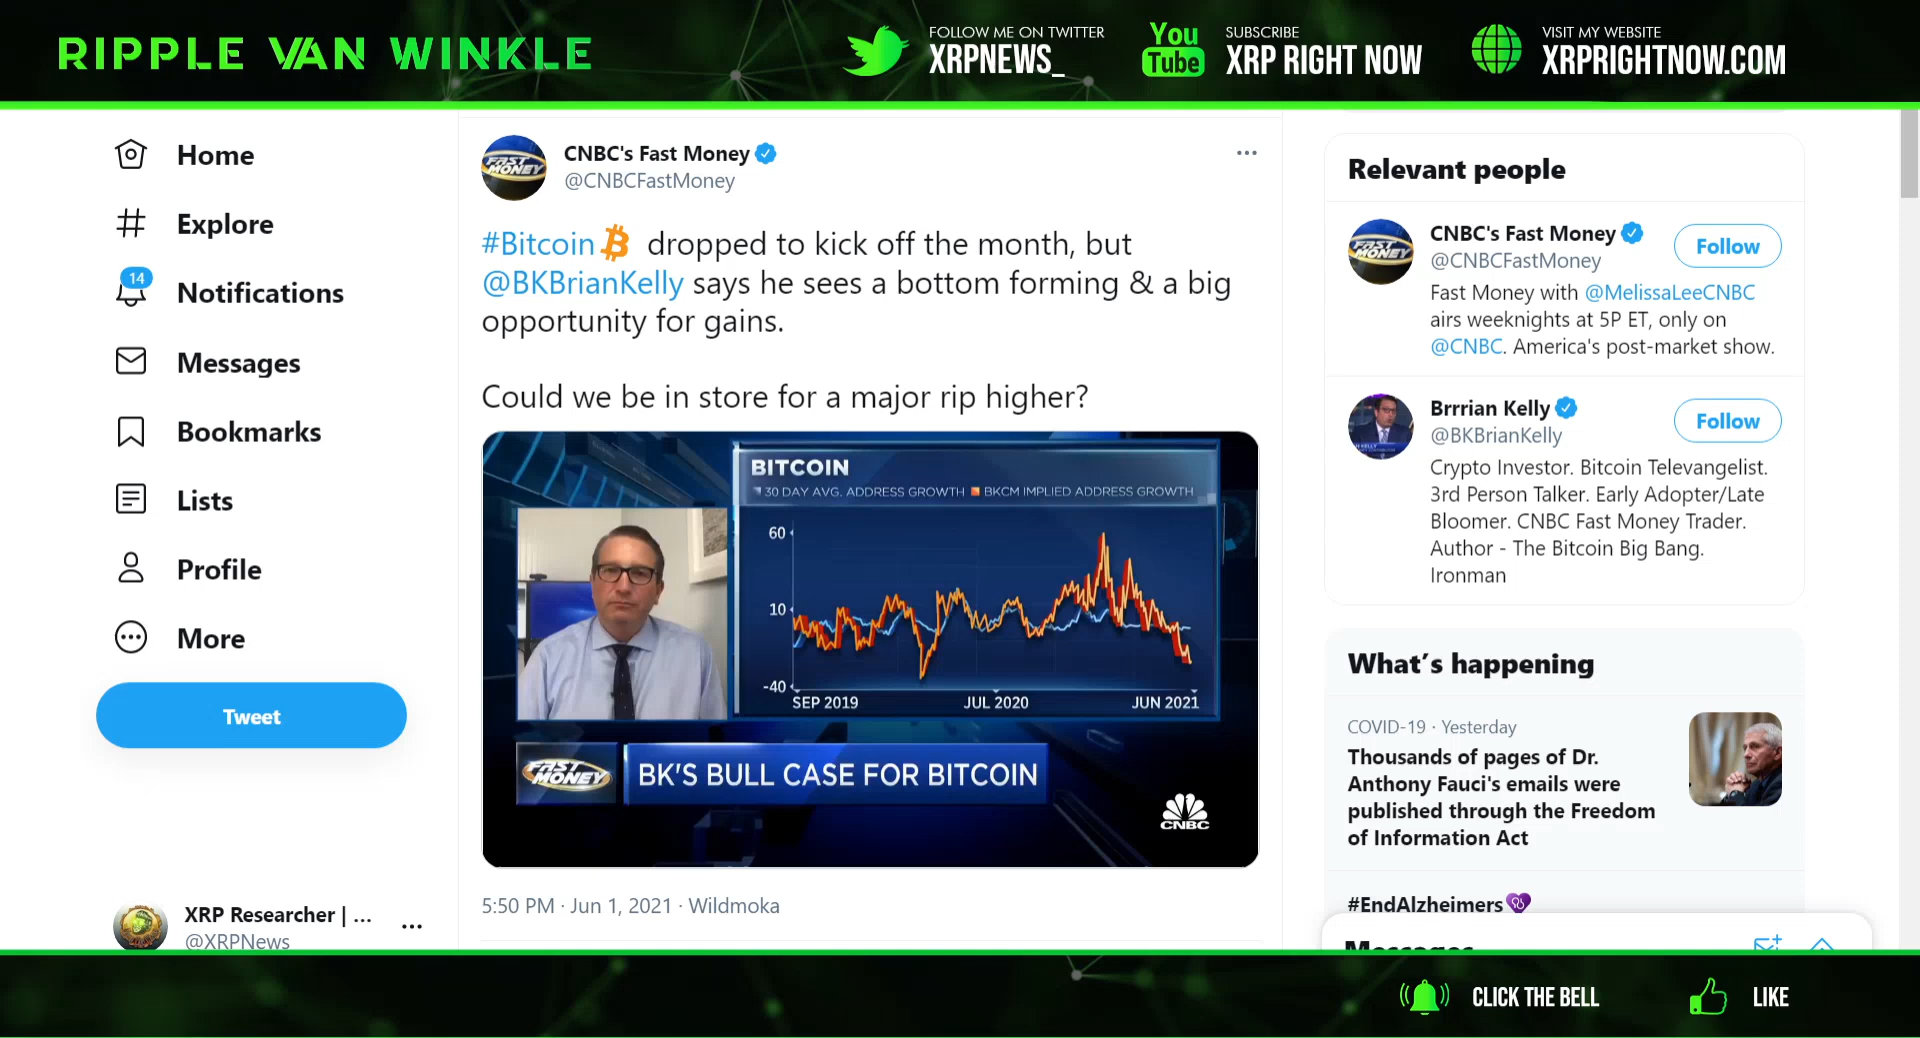 RIPPLE VAN WINKLE
FOLLOW ME ON TWITTER
XRPNEWS_
You
Tube
SUBSCRIBE
XRP RIGHT NOW
VISIT MY WEBSITE
XRPRIGHTNOW.COM
Home
Explore
14
Notifications
Messages
Bookmarks
Lists
Profile
More
Tweet
XRP Researcher | ...
@XRPNews
FAST
MONEY
CNBC's Fast Money
@CNBCFastMoney
#Bitcoin dropped to kick off the month, but
@BKBrianKelly says he sees a bottom forming & a big
opportunity for gains.
Could we be in store for a major rip higher?
BITCOIN
30 DAY AVG. ADDRESS GROWTH BKCM IMPLIED ADDRESS GROWTH
60
10
-40
SEP 2019 JUL 2020 JUN 2021
FAST
MONEY
BK'S BULL CASE FOR BITCOIN
CNBC
5:50 PM · Jun 1, 2021 · Wildmoka
Relevant people
FAST
MONEY
CNBC's Fast Money
@CNBCFastMoney
Follow
Fast Money with @MelissaLeeCNBC
airs weeknights at 5P ET, only on
@CNBC. America's post-market show.
Brrrian Kelly
@BKBrianKelly
Follow
Crypto Investor. Bitcoin Televangelist.
3rd Person Talker. Early Adopter/Late
Bloomer. CNBC Fast Money Trader.
Author - The Bitcoin Big Bang.
Ironman
What's happening
COVID-19 · Yesterday
Thousands of pages of Dr.
Anthony Fauci's emails were
published through the Freedom
of Information Act
#EndAlzheimers
Messages
CLICK THE BELL
LIKE